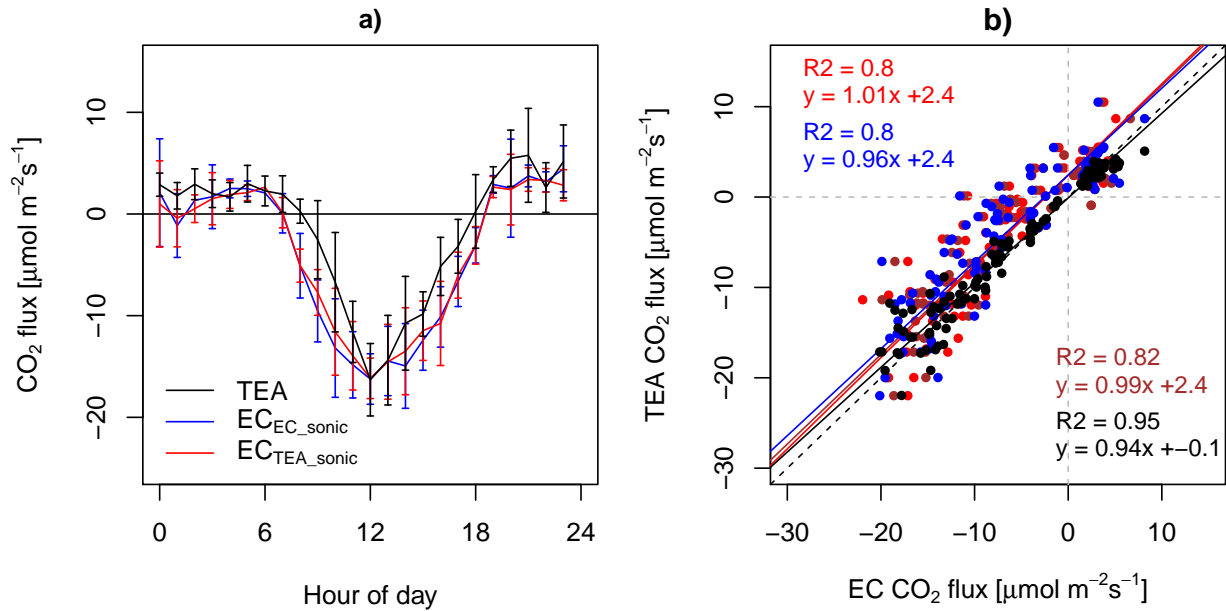 a)
CO₂ flux [μmol m⁻²s⁻¹]
10
0
−10
−20
TEA
EC_EC_sonic
EC_TEA_sonic
0 6 12 18 24
Hour of day
b)
TEA CO₂ flux [μmol m⁻²s⁻¹]
10
0
−10
−20
−30
R2 = 0.8
y = 1.01x +2.4
R2 = 0.8
y = 0.96x +2.4
R2 = 0.82
y = 0.99x +2.4
R2 = 0.95
y = 0.94x +−0.1
−30 −20 −10 0 10
EC CO₂ flux [μmol m⁻²s⁻¹]